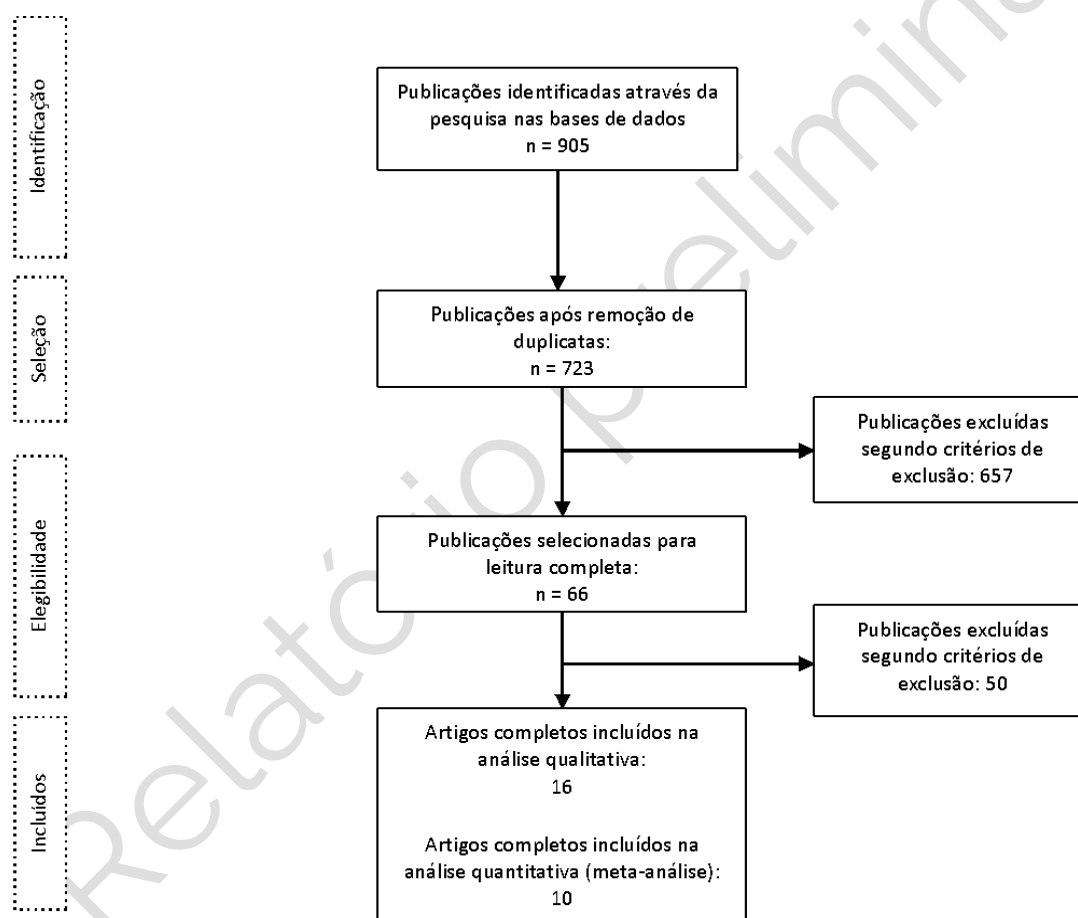 Identificação
Publicações identificadas através da
pesquisa nas bases de dados
n = 905
Seleção
Publicações após remoção de
duplicatas:
n = 723
Publicações excluídas
segundo critérios de
exclusão: 657
Elegibilidade
Publicações selecionadas para
leitura completa:
n = 66
Publicações excluídas
segundo critérios de
exclusão: 50
Incluídos
Artigos completos incluídos na
análise qualitativa:
16
Artigos completos incluídos na
análise quantitativa (meta-análise):
10
Relatório prelimina